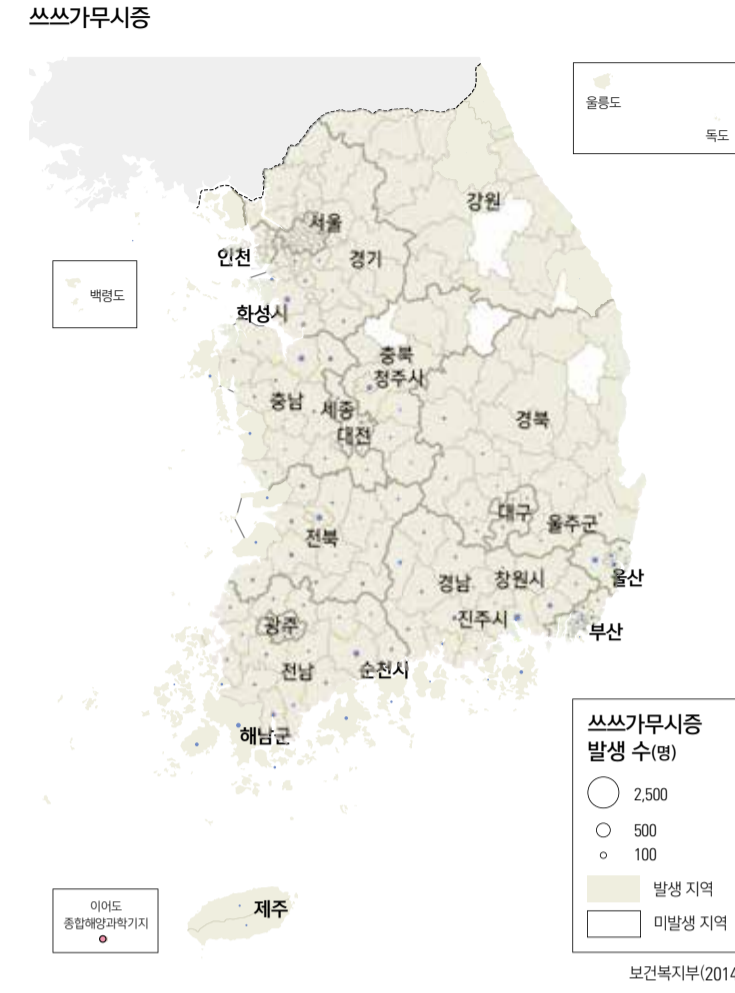 쓰쓰가무시증
울릉도
독도
강원
서울
인천
경기
백령도
화성시
충북
청주시
충남
세종
대전
경북
대구
울주군
전북
경남
창원시
울산
진주시
부산
광주
전남
순천시
해남군
쓰쓰가무시증
발생 수(명)
2,500
500
100
발생 지역
미발생 지역
이어도
종합해양과학기지
제주
보건복지부(2014